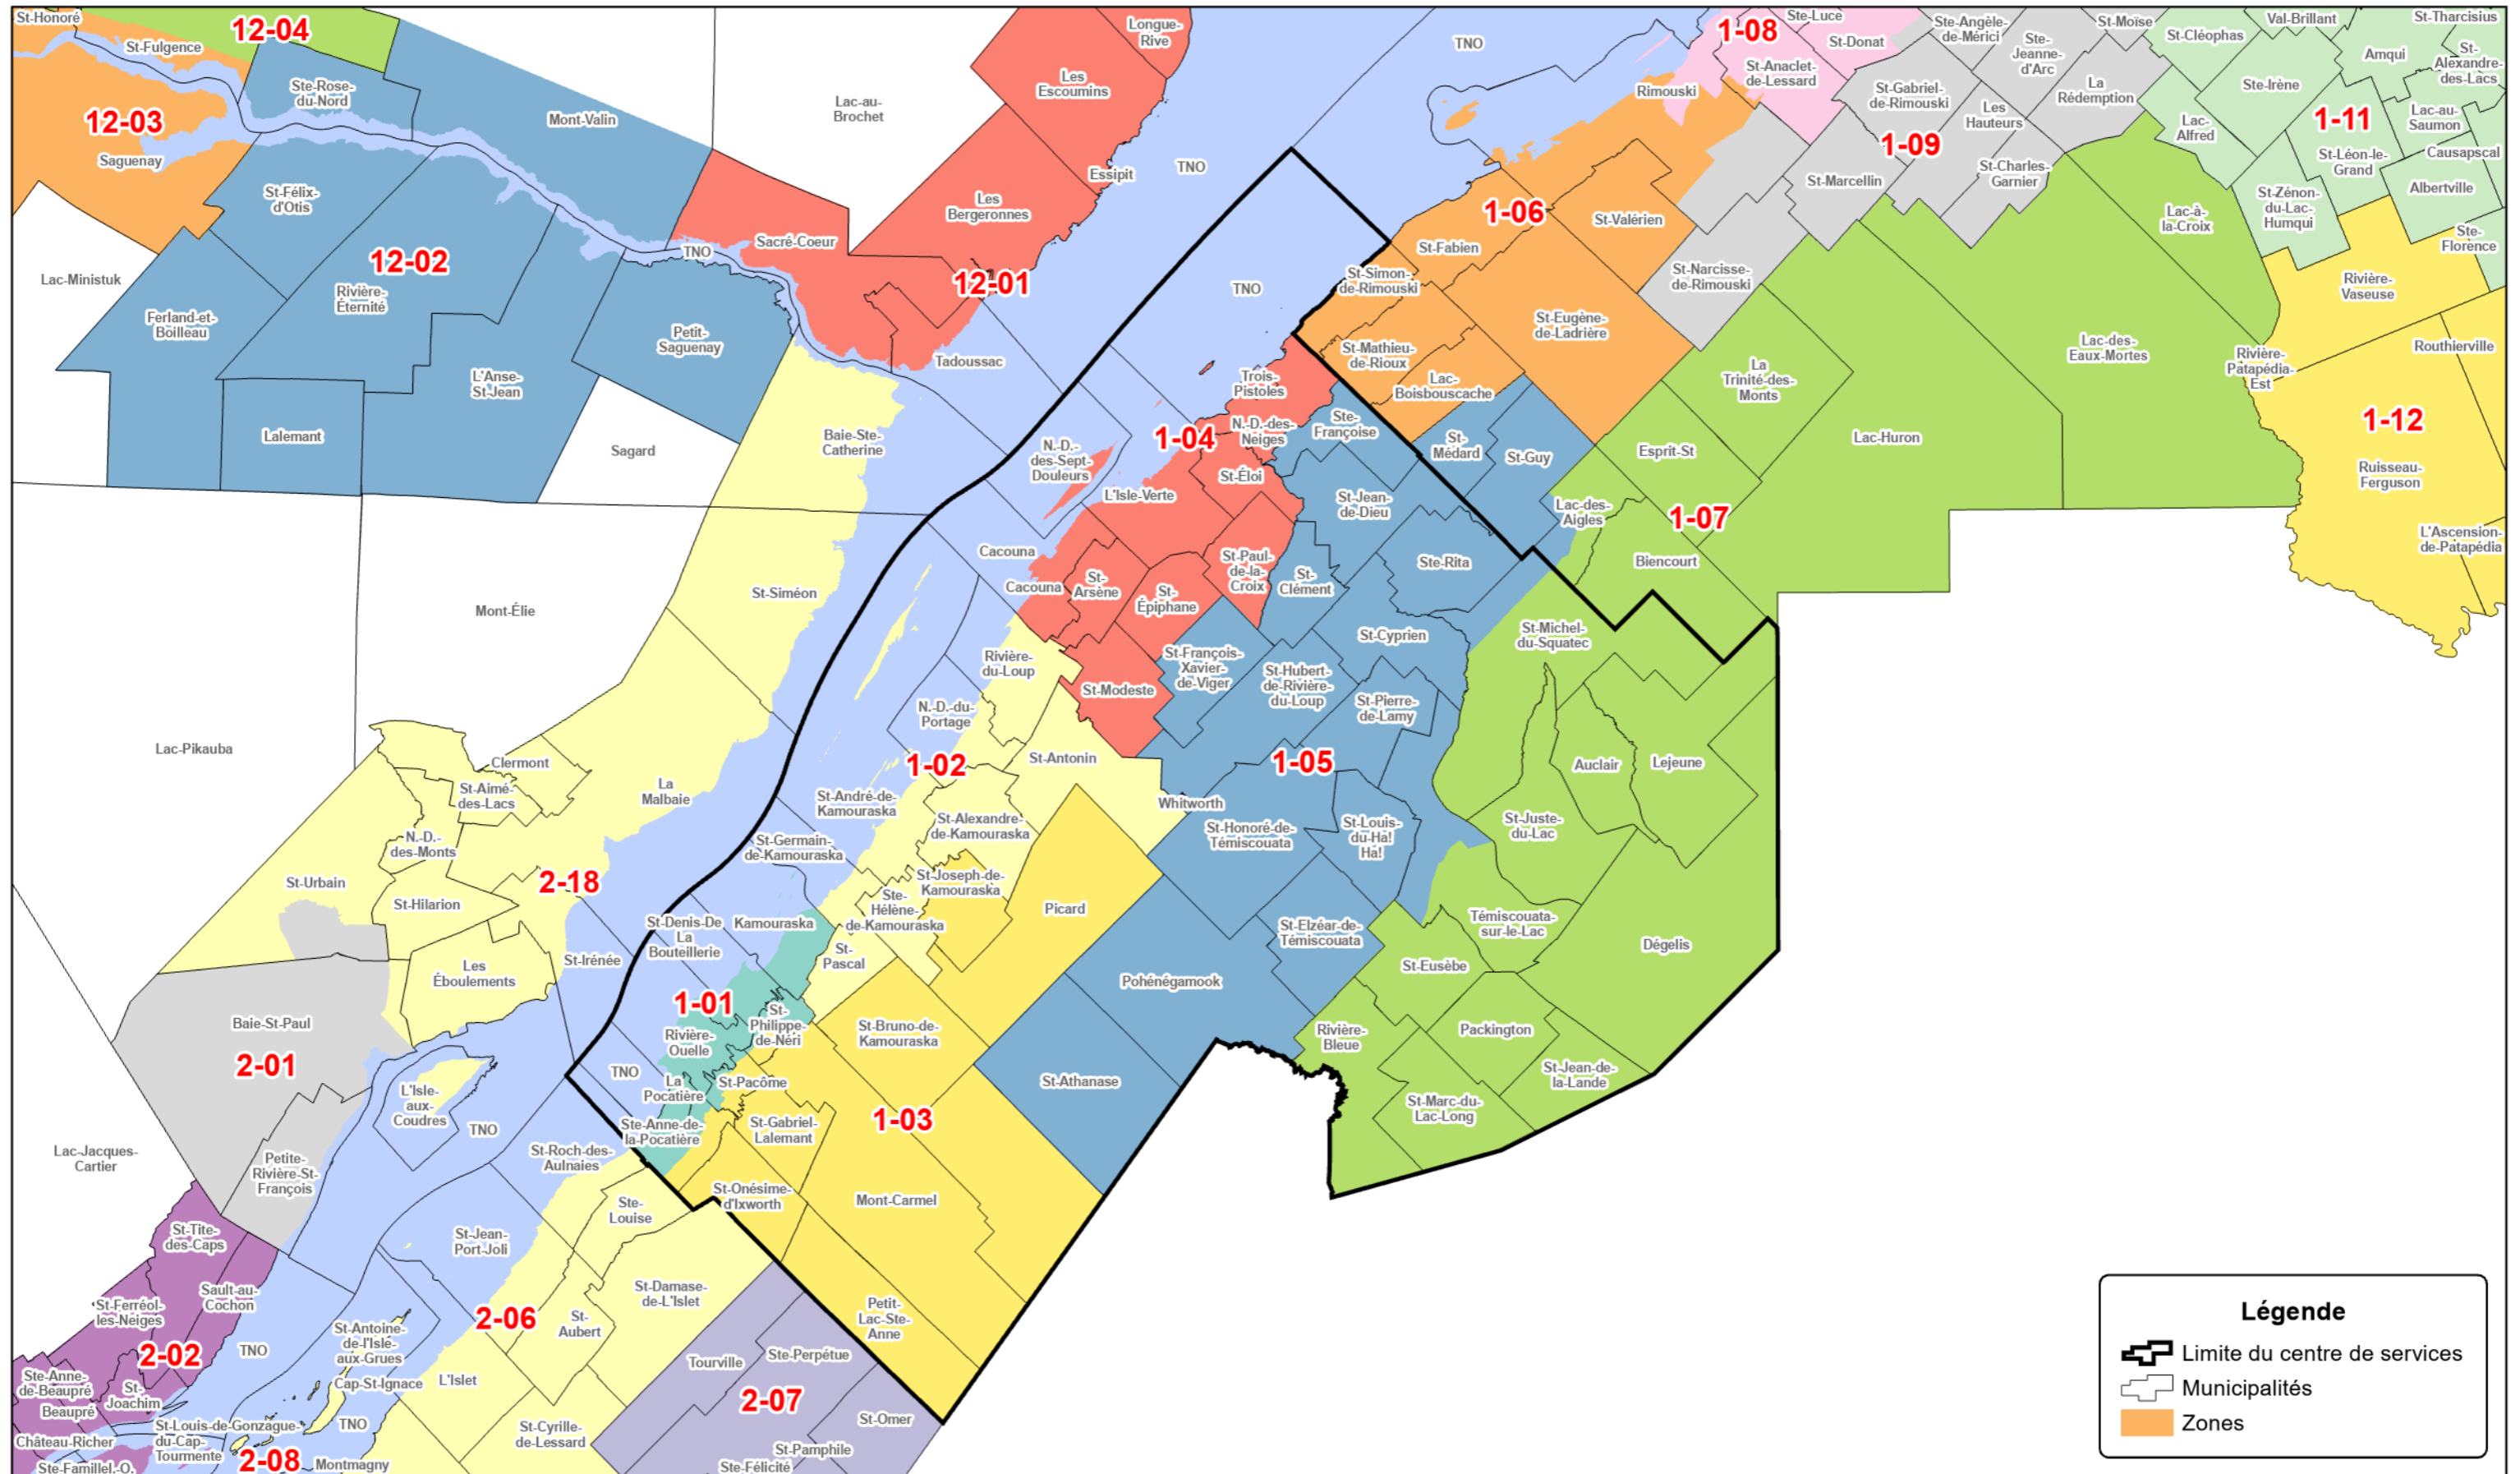 St-Honoré
12-04
St-Fulgence
Ste-Rose-
du-Nord
12-03
Saguenay
Mont-Valin
Lac-au-
Brochet
Longue-
Rive
Les
Escoumins
TNO
TNO
Essipit
Les
Bergeronnes
Sacré-Coeur
TNO
12-01
Tadoussac
St-Félix-
d'Otis
12-02
Rivière-
Éternité
Lac-Ministuk
Ferland-et-
Boilleau
L'Anse-
St-Jean
Lalemant
Petit-
Saguenay
Sagard
Baie-Ste-
Catherine
TNO
1-08
Ste-Luce
St-Donat
St-Anaclet-
de-Lessard
Rimouski
Ste-Angèle-
de-Mérici
St-Moïse
Ste-
Jeanne-
d'Arc
La
Rédemption
St-Gabriel-
de-Rimouski
Les
Hauteurs
1-09
St-Marcellin
St-Charles-
Garnier
St-Narcisse-
de-Rimouski
Val-Brillant
St-Tharcisius
St-Cléophas
Amqui
St-
Alexandre-
des-Lacs
Ste-Irène
1-11
Lac-au-
Saumon
Lac-
Alfred
St-Léon-le-
Grand
Causapscal
Albertville
St-Zénon-
du-Lac-
Humqui
Ste-
Florence
Lac-à-
la-Croix
Rivière-
Vaseuse
Routhierville
Rivière-
Patapédia-
Est
1-12
Ruisseau-
Ferguson
L'Ascension-
de-Patapédia
Lac-des-
Eaux-Mortes
Lac-Huron
1-06
St-Valérien
St-Fabien
St-Simon-
de-Rimouski
St-Eugène-
de-Ladrière
St-Mathieu-
de-Rioux
Lac-
Boisbouscache
La
Trinité-des-
Monts
Esprit-St
Lac-des-
Aigles
1-07
Biencourt
Trois-
Pistoles
1-04
N.-D.-des-
Neiges
Ste-
Françoise
St-
Médard
St-Guy
N.-D.-
des-Sept-
Douleurs
L'Isle-Verte
St-Éloi
St-Jean-
de-Dieu
Cacouna
Cacouna
St-
Arsène
St-
Épiphane
St-Paul-
de-la-
Croix
St-
Clément
Ste-Rita
St-Cyprien
St-Michel-
du-Squatec
Rivière-
du-Loup
St-Modeste
St-François-
Xavier-
de-Viger
St-Hubert-
de-Rivière-
du-Loup
St-Pierre-
de-Lamy
N.-D.-du-
Portage
1-02
St-Antonin
1-05
Auclair
Lejeune
Whitworth
St-Honoré-de-
Témiscouata
St-Louis-
du-Ha!
Ha!
St-Juste-
du-Lac
St-André-de-
Kamouraska
St-Alexandre-
de-Kamouraska
St-Germain-
de-Kamouraska
St-Joseph-de-
Kamouraska
Ste-
Hélène-
de-Kamouraska
Picard
St-Elzéar-de-
Témiscouata
Témiscouata-
sur-le-Lac
Dégelis
St-Eusèbe
Pohénégamook
Packington
Rivière-
Bleue
St-Jean-de-
la-Lande
St-Marc-du-
Lac-Long
St-Athanase
Mont-Élie
St-Siméon
Lac-Pikauba
Clermont
St-Aimé-
des-Lacs
La
Malbaie
N.-D.-
des-Monts
St-Urbain
2-18
St-Hilarion
Les
Éboulements
St-Irénée
St-Denis-De
La
Bouteillerie
Kamouraska
St-
Pascal
1-01
Rivière-
Ouelle
St-
Philippe-
de-Néri
St-Bruno-de-
Kamouraska
TNO
La
Pocatière
St-Pacôme
St-Gabriel-
Lalemant
1-03
Ste-Anne-de-
la-Pocatière
St-Onésime-
d'Ixworth
Mont-Carmel
Petit-
Lac-Ste-
Anne
Baie-St-Paul
2-01
L'Isle-
aux-
Coudres
TNO
Petite-
Rivière-St-
François
Lac-Jacques-
Cartier
St-Roch-des-
Aulnaies
Ste-
Louise
St-Jean-
Port-Joli
St-Damase-
de-L'Islet
2-06
St-
Aubert
St-Tite-
des-Caps
Sault-au-
Cochon
St-Ferréol-
les-Neiges
2-02
TNO
St-Antoine-
de-l'Isle-
aux-Grues
Ste-Anne-
de-Beaupré
St-
Joachim
Beaupré
Cap-St-Ignace
L'Islet
TNO
St-Louis-de-Gonzague-
du-Cap-
Tourmente
Château-Richer
Ste-FamilleI.-O.
2-08
Montmagny
St-Cyrille-
de-Lessard
Tourville
Ste-Perpétue
2-07
St-Omer
St-Pamphile
Ste-Félicité
TNO
Légende
Limite du centre de services
Municipalités
Zones